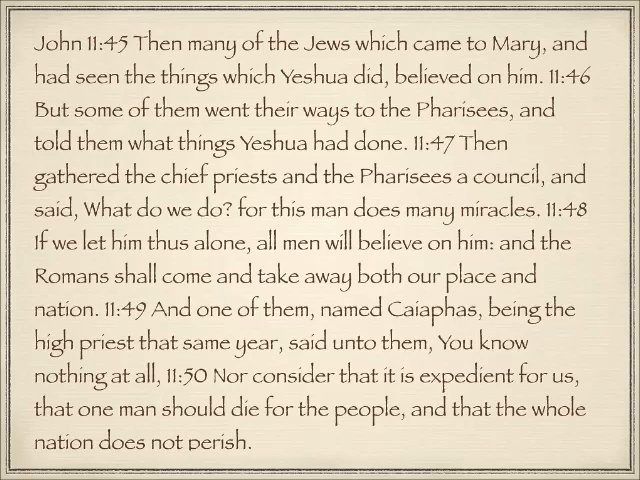 John 11:45 Then many of the Jews which came to Mary, and
had seen the things which Yeshua did, believed on him. 11:46
But some of them went their ways to the Pharisees, and
told them what things Yeshua had done. 11:47 Then
gathered the chief priests and the Pharisees a council, and
said, What do we do? for this man does many miracles. 11:48
If we let him thus alone, all men will believe on him: and the
Romans shall come and take away both our place and
nation. 11:49 And one of them, named Caiaphas, being the
high priest that same year, said unto them, You know
nothing at all, 11:50 Nor consider that it is expedient for us,
that one man should die for the people, and that the whole
nation does not perish.